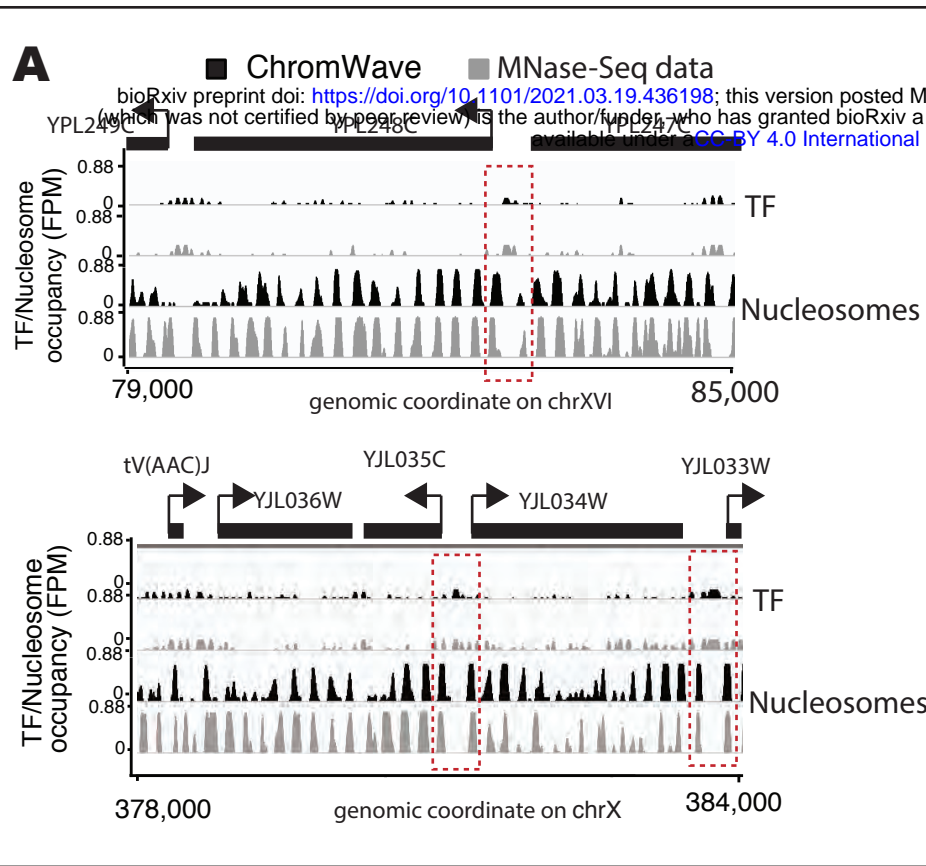 A
ChromWave
MNase-Seq data
bioRxiv preprint doi: https://doi.org/10.1101/2021.03.19.436198; this version posted M
(which was not certified by peer review) is the author/funder, who has granted bioRxiv a
available under aCC-BY 4.0 International
YPL249C
YPL248C
YPL247C
TF/Nucleosome
occupancy (FPM)
0.88
0
0.88
0
0.88
0
0.88
0
TF
Nucleosomes
79,000
genomic coordinate on chrXVI
85,000
tV(AAC)J
YJL036W
YJL035C
YJL034W
YJL033W
TF/Nucleosome
occupancy (FPM)
0.88
0
0.88
0
0.88
0
0.88
0
TF
Nucleosomes
378,000
genomic coordinate on chrX
384,000